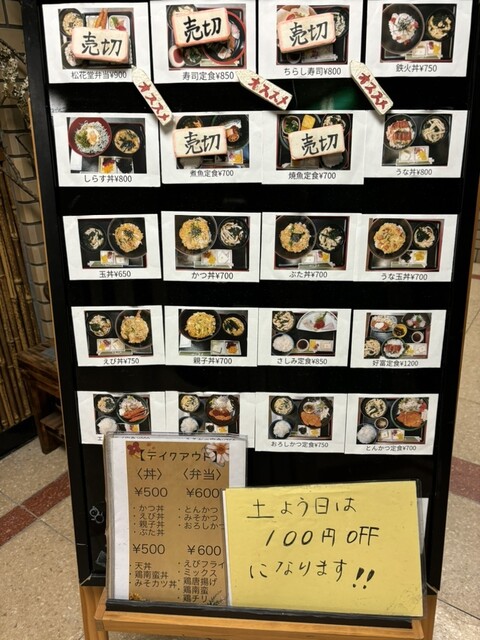 売切
売切
売切
松花堂弁当¥900
寿司定食¥850
ちらし寿司¥800
鉄火丼¥750
オススメ
オススメ
オススメ
売切
売切
しらす丼¥800
煮魚定食¥700
焼魚定食¥700
うな丼¥800
玉丼¥650
かつ丼¥700
ぶた丼¥700
うな玉丼¥700
えび丼¥750
親子丼¥700
さしみ定食¥850
好富定食¥1200
おろしかつ定食¥750
とんかつ定食¥700
【テイクアウト】
〈丼〉 〈弁当〉
¥500 ¥600
・かつ丼 ・とんかつ
・えび丼 ・みそかつ
・親子丼 ・おろしか
・ぶた丼
¥500 ¥600
・天丼 ・えびフライ
・鶏南蛮丼 ・ミックス
・みそカツ丼 ・鶏唐揚げ
・鶏南蛮
・鶏チリ
土よう日は
100円OFF
になります!!